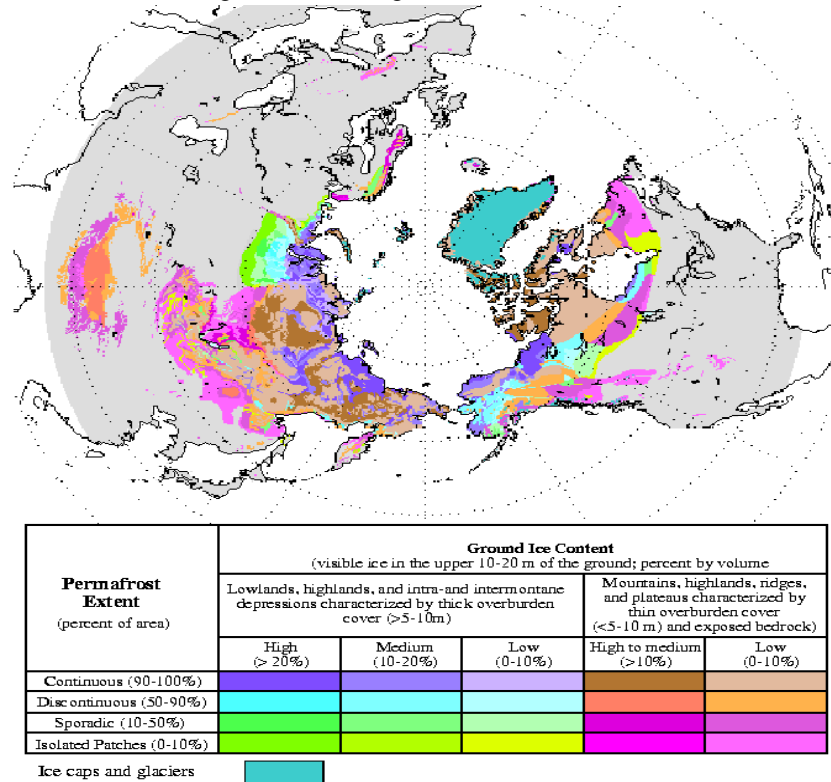 Ground Ice Content
(visible ice in the upper 10-20 m of the ground; percent by volume
Permafrost
Extent
(percent of area)
Lowlands, highlands, and intra-and intermontane
depressions characterized by thick overburden
cover (>5-10m)
Mountains, highlands, ridges,
and plateaus characterized by
thin overburden cover
(<5-10 m) and exposed bedrock)
High
(> 20%)
Medium
(10-20%)
Low
(0-10%)
High to medium
(>10%)
Low
(0-10%)
Continuous (90-100%)
Discontinuous (50-90%)
Sporadic (10-50%)
Isolated Patches (0-10%)
Ice caps and glaciers